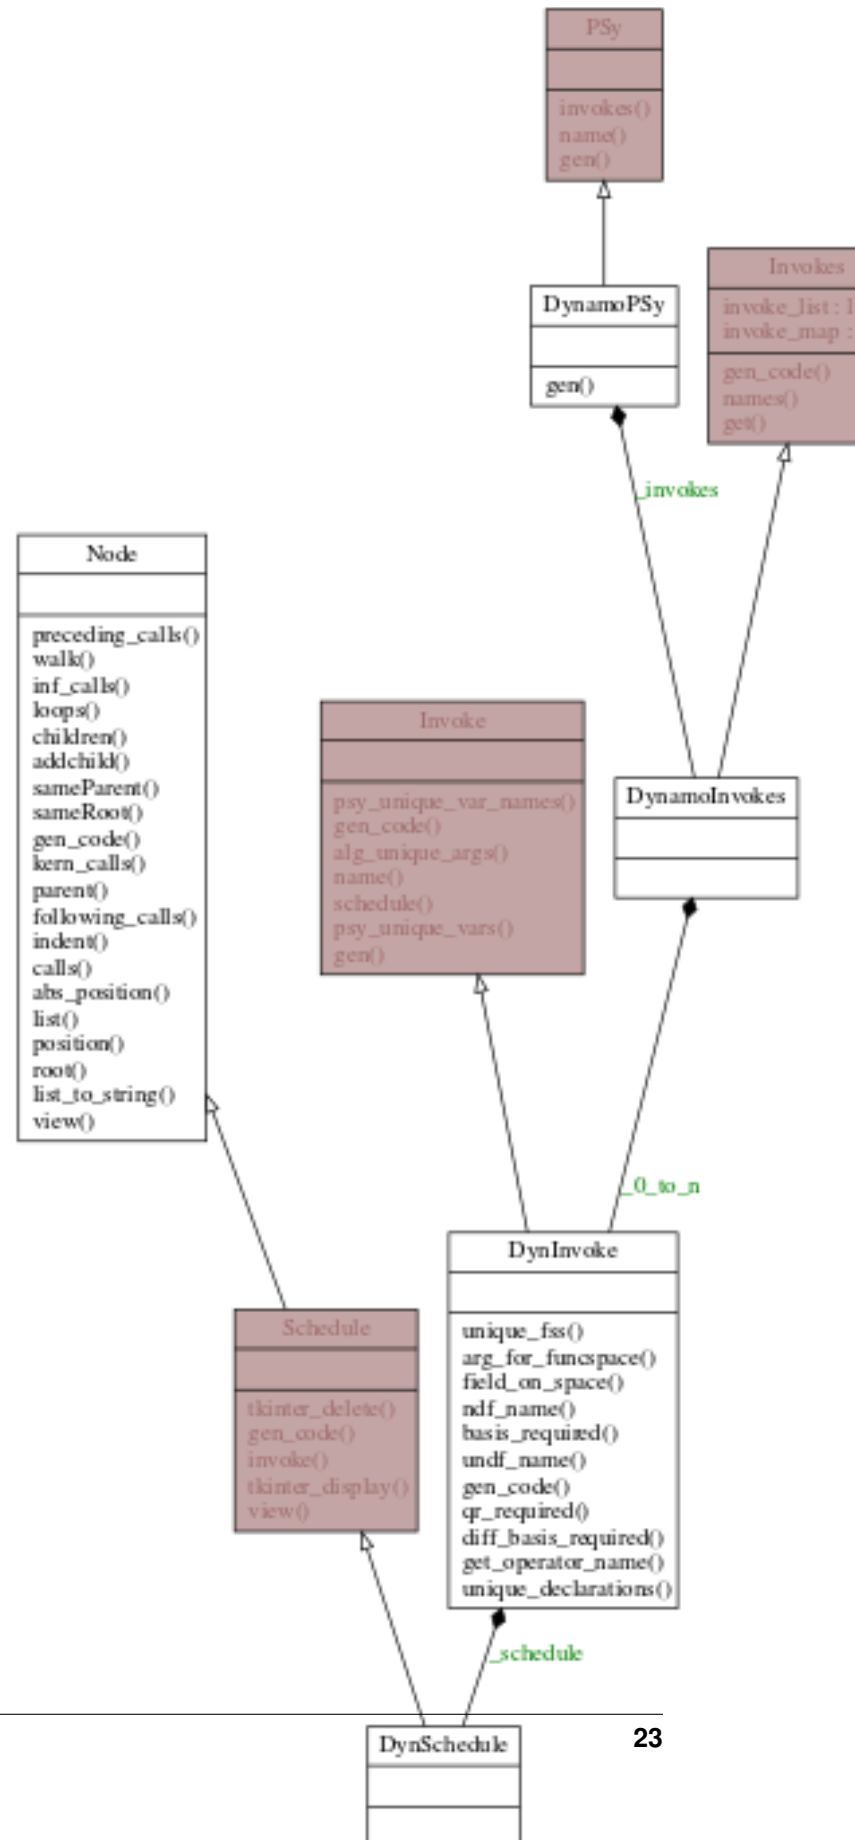 PSy
invokes()
name()
gen()
DynamoPSy
gen()
Invokes
invoke_list : l
invoke_map :
gen_code()
names()
get()
_invokes
Node
preceding_calls()
walk()
inf_calls()
loops()
children()
addchild()
sameParent()
sameRoot()
gen_code()
kern_calls()
parent()
following_calls()
indent()
calls()
abs_position()
list()
position()
root()
list_to_string()
view()
Invoke
psy_unique_var_names()
gen_code()
alg_unique_args()
name()
schedule()
psy_unique_vars()
gen()
DynamoInvokes
_0_to_n
DynInvoke
unique_fss()
arg_for_funcspace()
field_on_space()
ndf_name()
basis_required()
undf_name()
gen_code()
qr_required()
diff_basis_required()
get_operator_name()
unique_declarations()
Schedule
tkinter_delete()
gen_code()
invoke()
tkinter_display()
view()
_schedule
23
DynSchedule